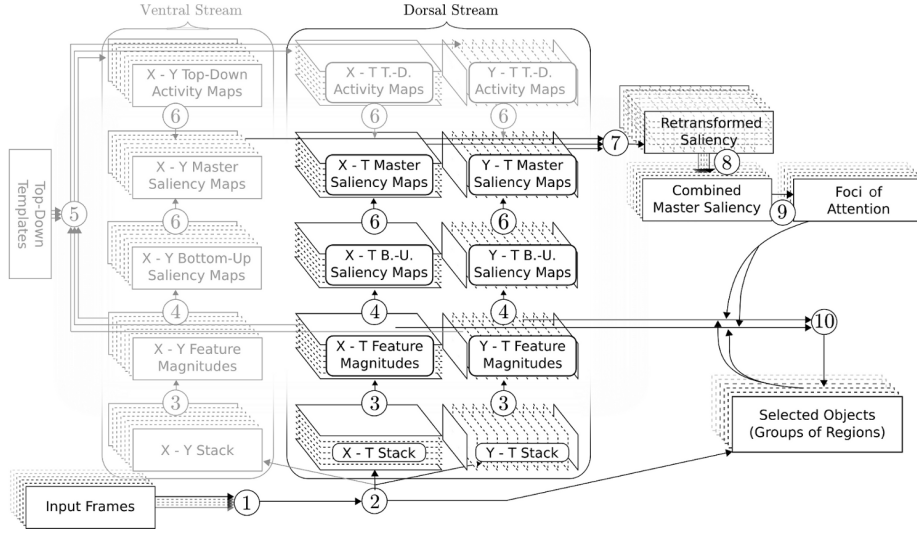 Ventral Stream
Dorsal Stream
X - Y Top-Down
Activity Maps
X - T T.-D.
Activity Maps
Y - T T.-D.
Activity Maps
6
6
6
7
Retransformed
Saliency
8
Top-Down
Templates
5
X - Y Master
Saliency Maps
X - T Master
Saliency Maps
Y - T Master
Saliency Maps
Combined
Master Saliency
9
Foci of
Attention
6
6
6
X - Y Bottom-Up
Saliency Maps
X - T B.-U.
Saliency Maps
Y - T B.-U.
Saliency Maps
4
4
4
10
X - Y Feature
Magnitudes
X - T Feature
Magnitudes
Y - T Feature
Magnitudes
3
3
3
Selected Objects
(Groups of Regions)
X - Y Stack
X - T Stack
Y - T Stack
Input Frames
1
2